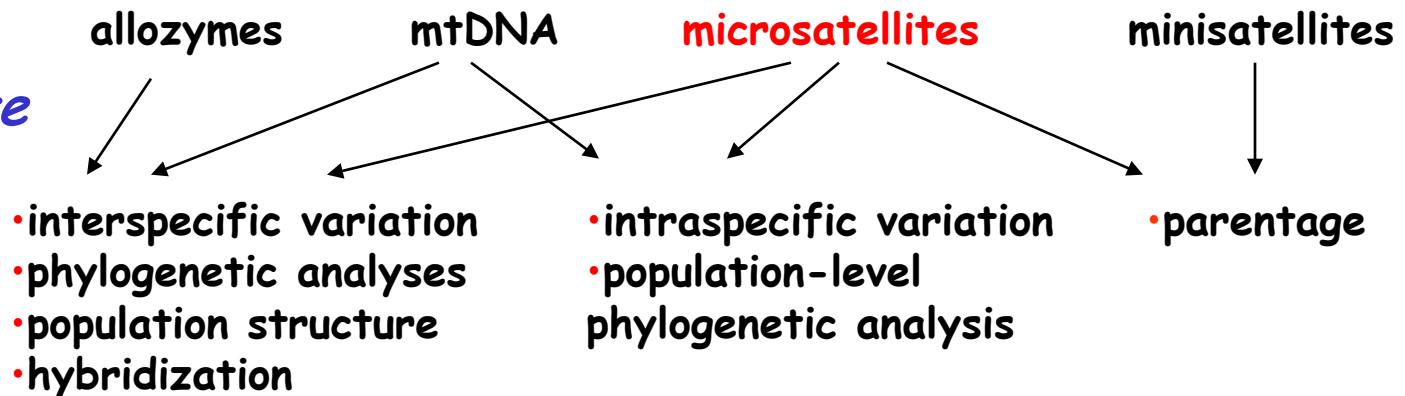 allozymes mtDNA microsatellites minisatellites
•interspecific variation •intraspecific variation •parentage
•phylogenetic analyses •population-level
•population structure phylogenetic analysis
•hybridization